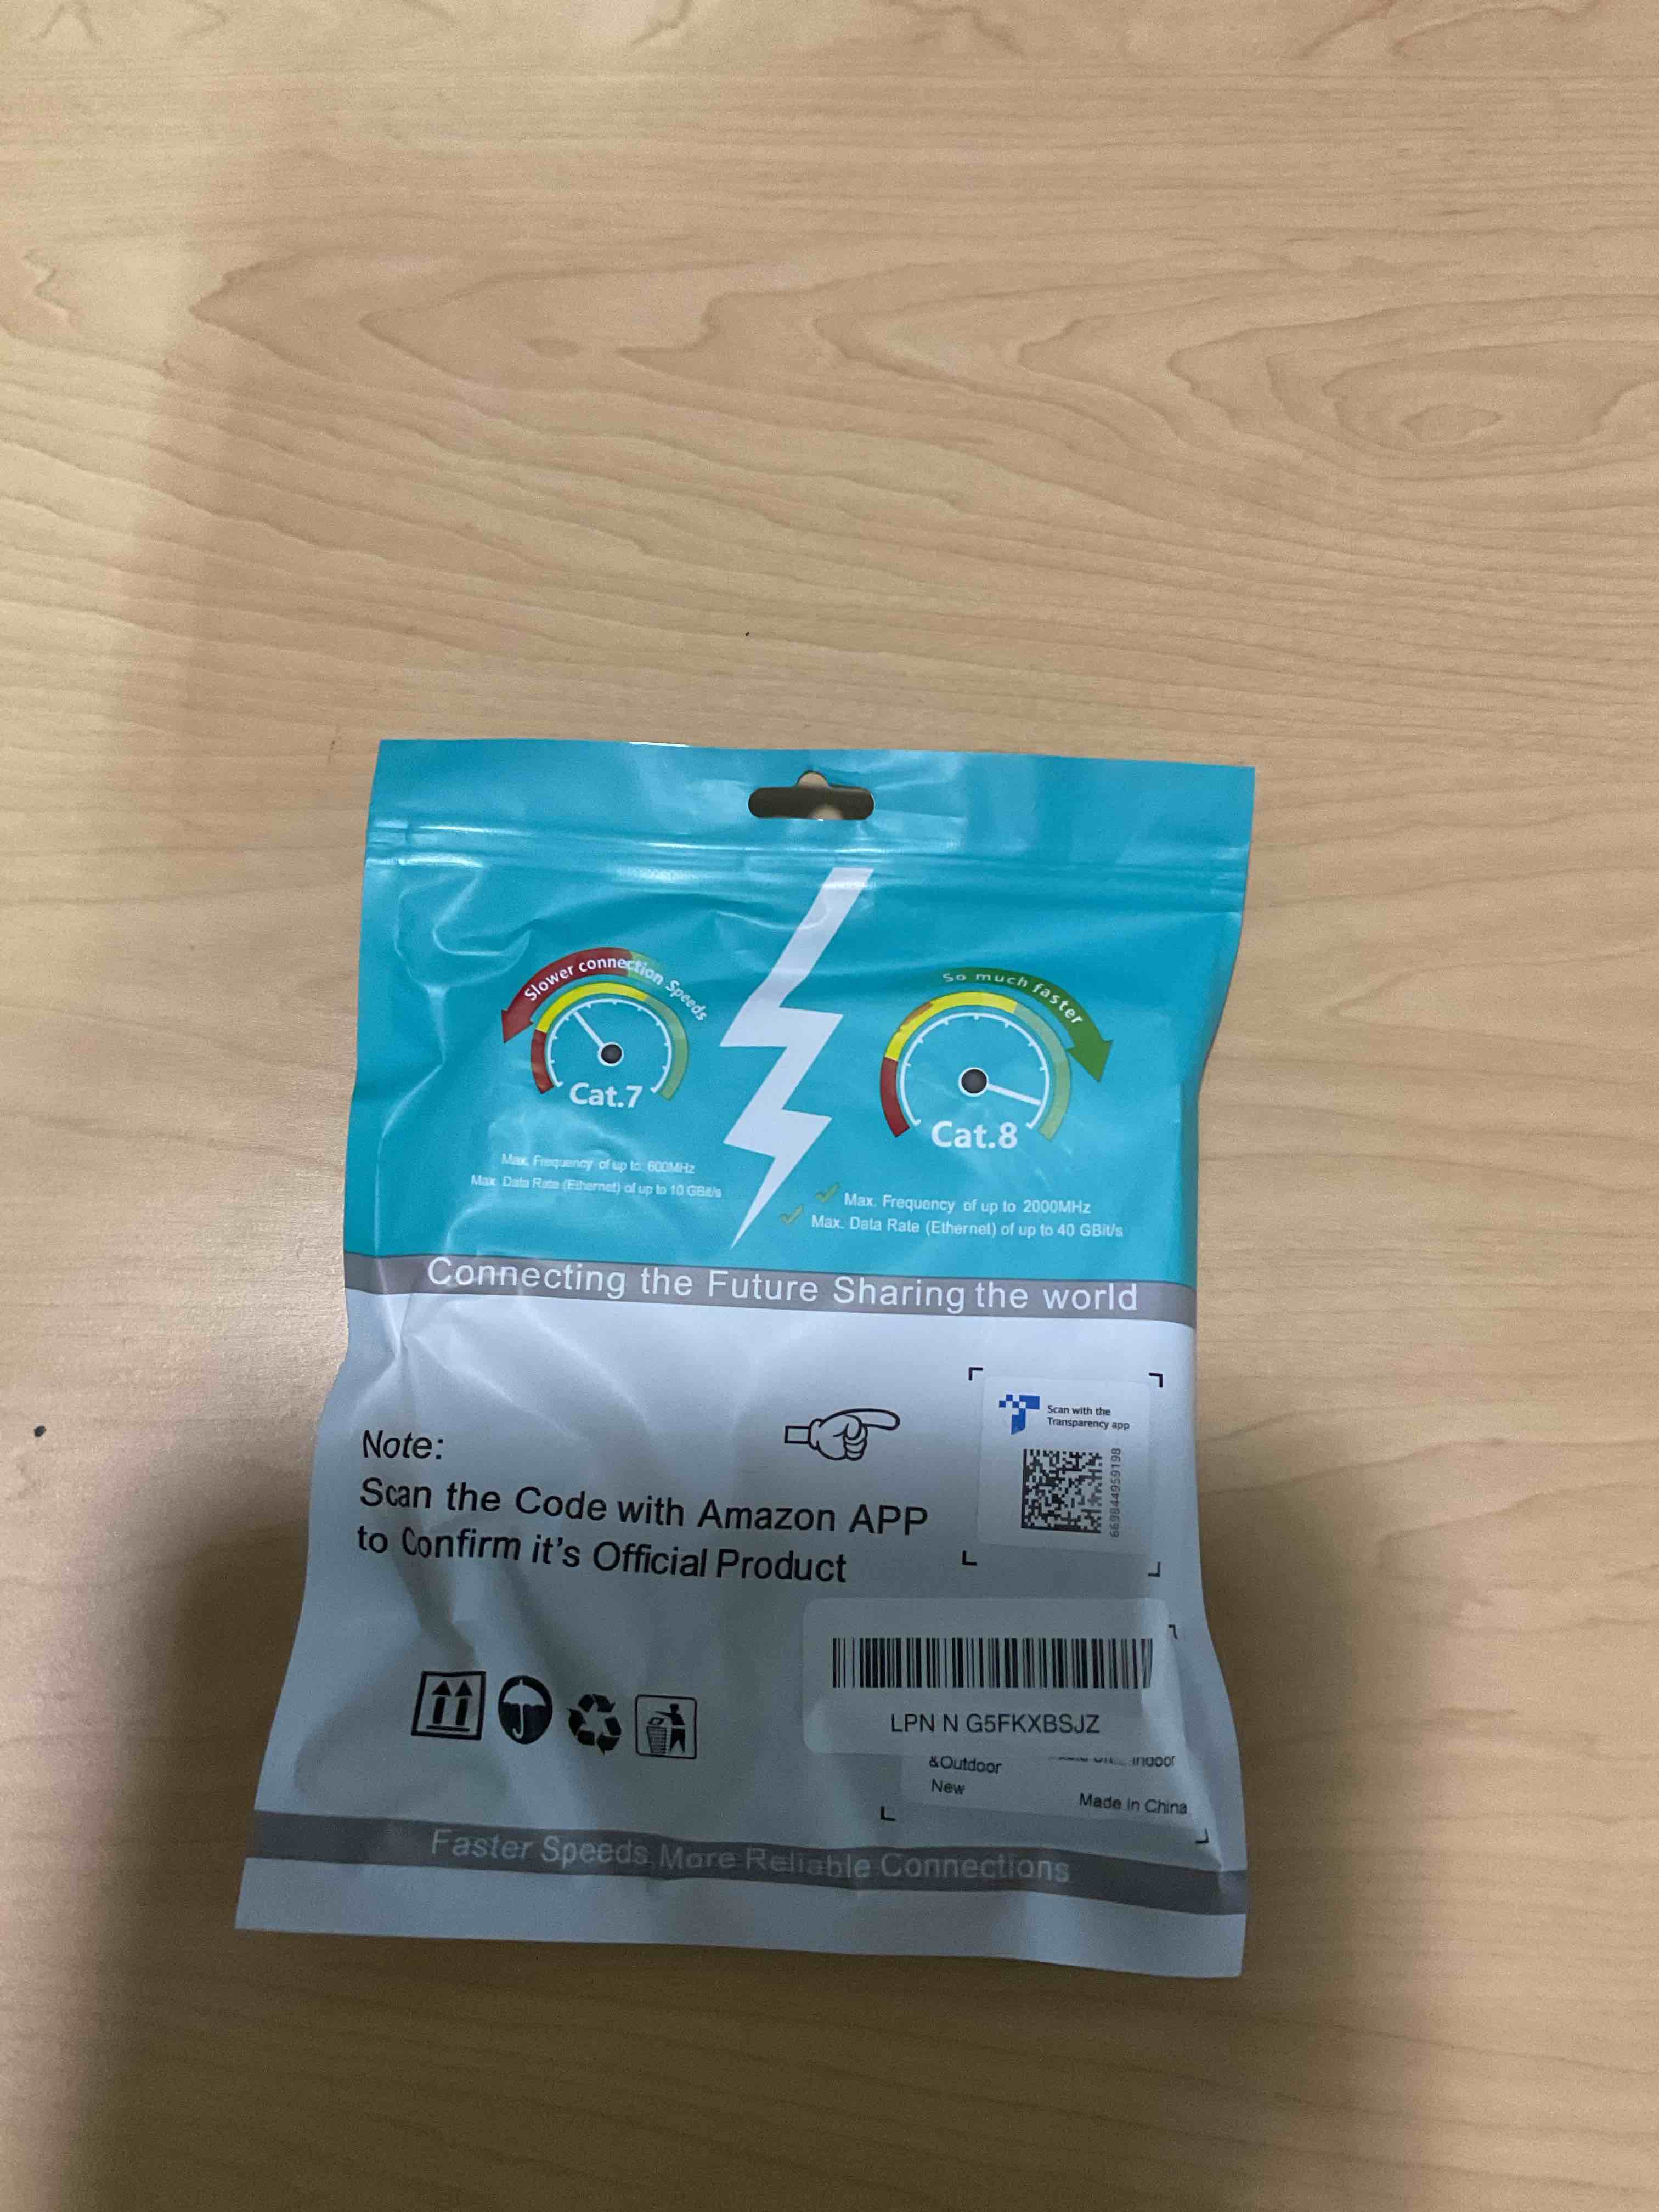 Slower connection Speeds
Cat.7
Max. Frequency of up to 600MHz
Max. Data Rate (Ethernet) of up to 10 GBit/s
So much faster
Cat.8
Max. Frequency of up to 2000MHz
Max. Data Rate (Ethernet) of up to 40 GBit/s
Connecting the Future Sharing the world
Scan with the
Transparency app
Note:
Scan the Code with Amazon APP
to Confirm it's Official Product
LPN N G5FKXBSJZ
&Outdoor
Indoor
New
Made in China
Faster Speeds,More Reliable Connections